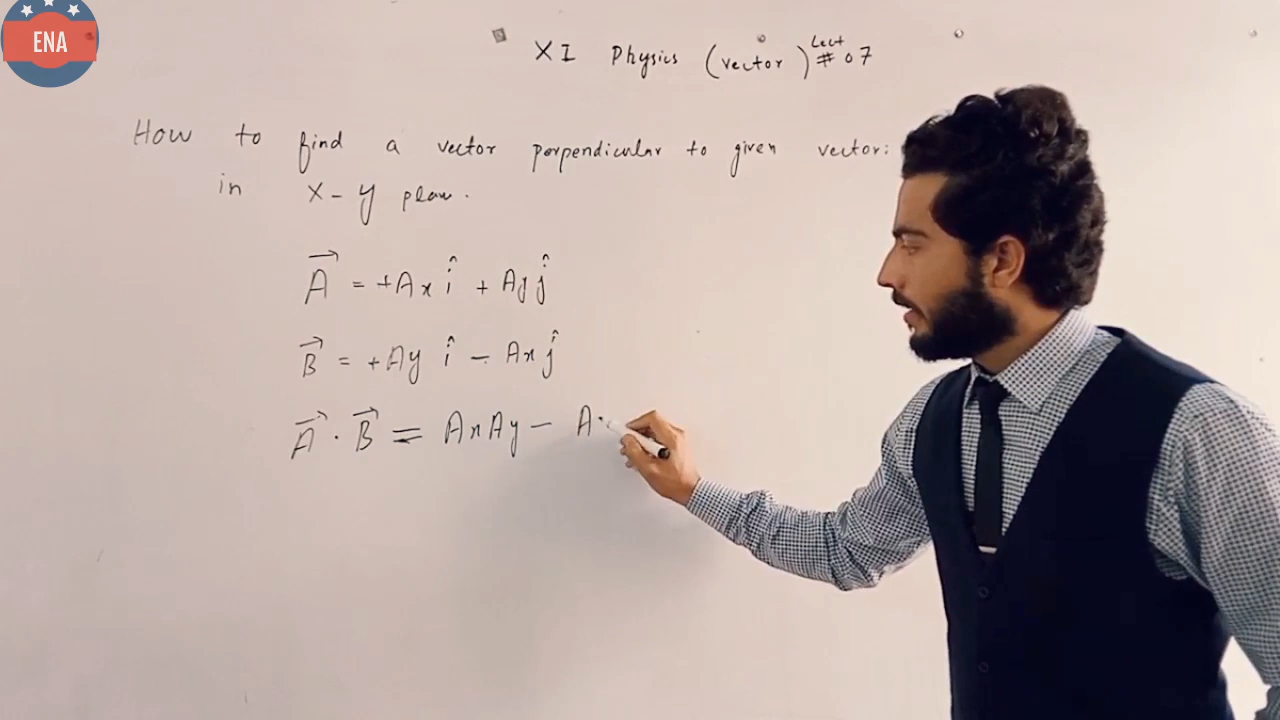 ENA
XI Physics (vector) Lect # 07
How to find a vector perpendicular to given vector:
in X-y plan.
A⃗ = +Ax î + Ay ĵ
B⃗ = +Ay î - Ax ĵ
A⃗ · B⃗ = AxAy - A